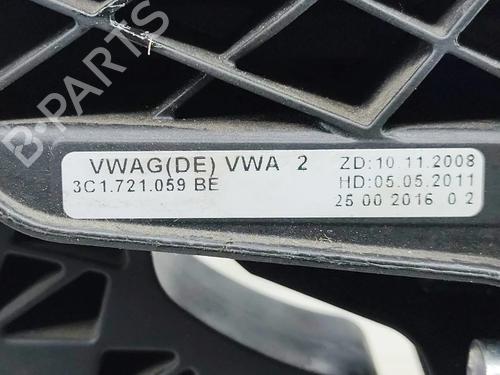 B-PARTS
VWAG(DE) VWA 2 ZD:10 11.2008
3C1.721.059 BE HD:05.05.2011
25 00 2016 0 2